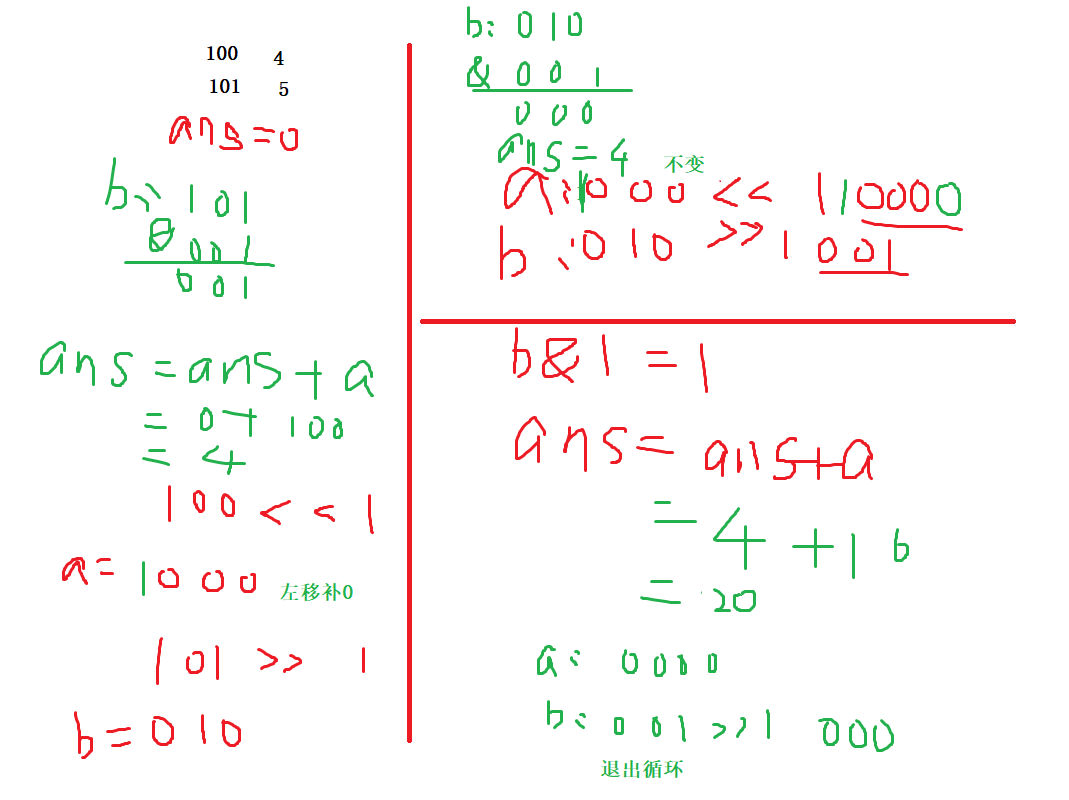 100 4
101 5
ans=0
b: 101
& 001
001
ans=ans+a
= 0+ 100
= 4
100 << 1
a= 1000 左移补0
101 >> 1
b= 010
b: 010
& 001
000
ans=4 不变
a:1000 << 1 10000
b:010 >>1 001
b&1=1
ans=ans+a
=4+16
=20
a: 0000
b: 001>>1 000
退出循环